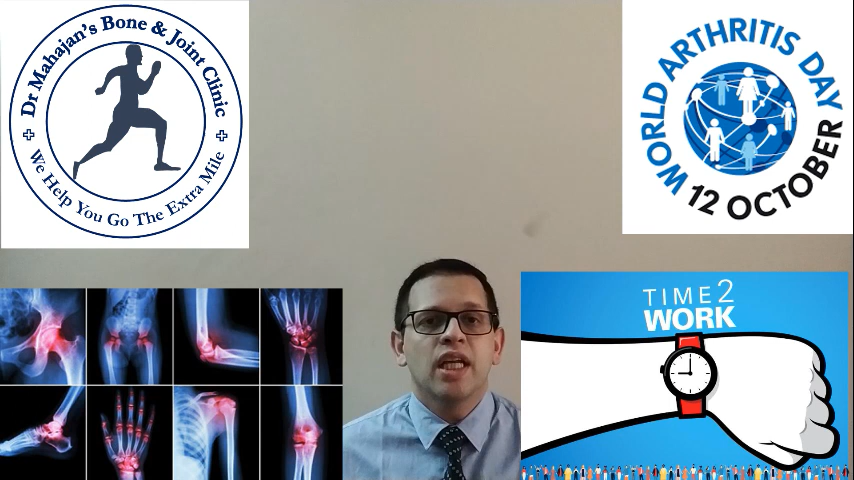 Dr Mahajan's Bone & Joint Clinic
We Help You Go The Extra Mile
WORLD ARTHRITIS DAY
12 OCTOBER
TIME2
WORK